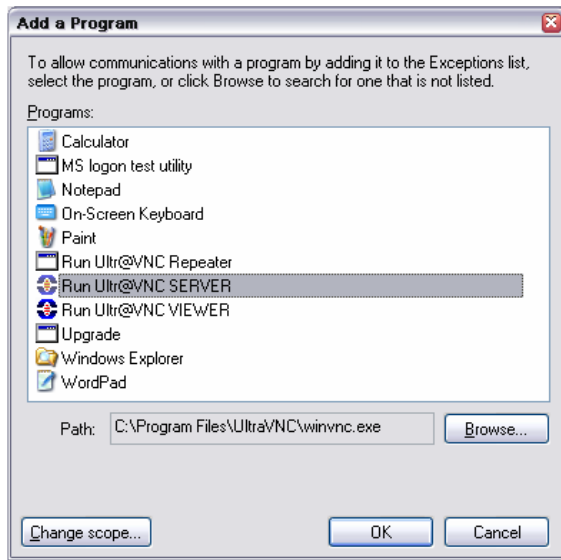 Add a Program
To allow communications with a program by adding it to the Exceptions list,
select the program, or click Browse to search for one that is not listed.
Programs:
Calculator
MS logon test utility
Notepad
On-Screen Keyboard
Paint
Run Ultr@VNC Repeater
Run Ultr@VNC SERVER
Run Ultr@VNC VIEWER
Upgrade
Windows Explorer
WordPad
Path: C:\Program Files\UltraVNC\winvnc.exe Browse...
Change scope... OK Cancel